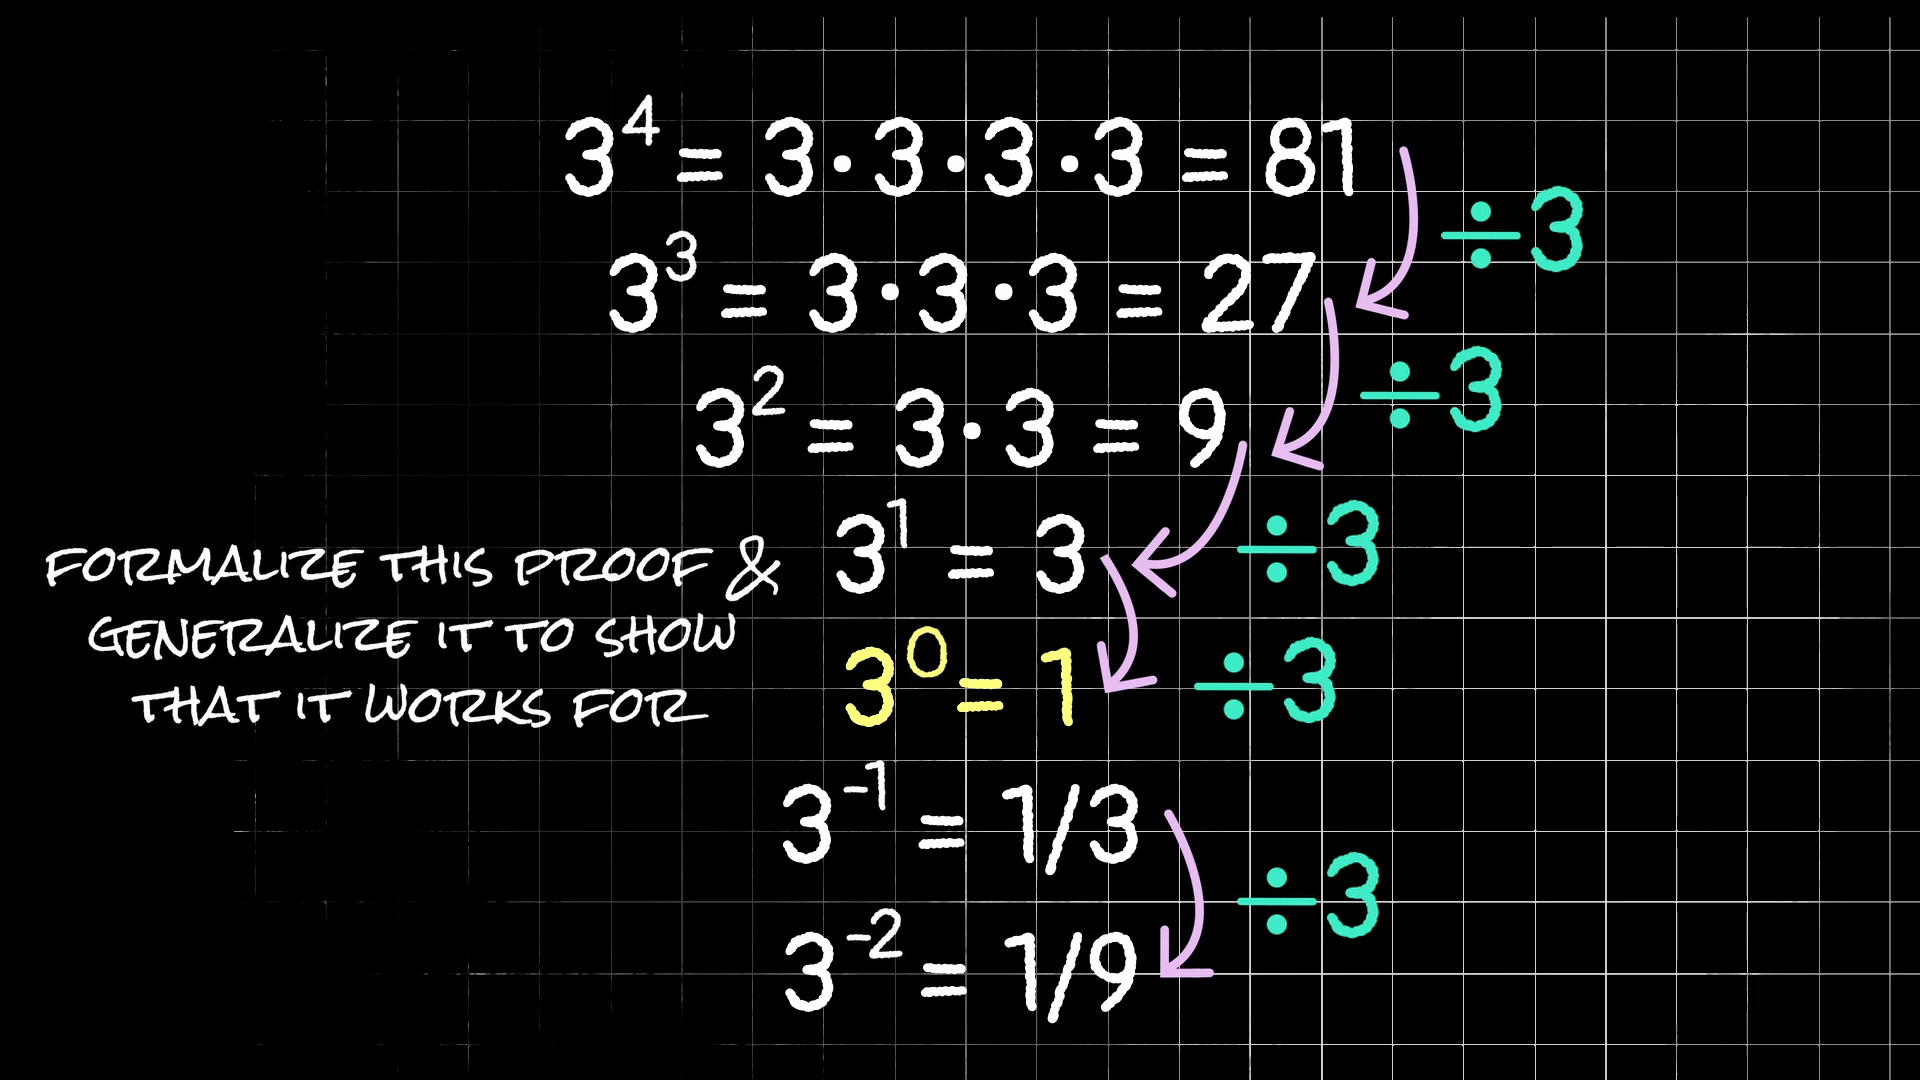 3⁴ = 3·3·3·3 = 81
÷3
3³ = 3·3·3 = 27
÷3
3² = 3·3 = 9
÷3
3¹ = 3
÷3
3⁰ = 1
FORMALIZE THIS PROOF &
GENERALIZE IT TO SHOW
THAT IT WORKS FOR
3⁻¹ = 1/3
÷3
3⁻² = 1/9